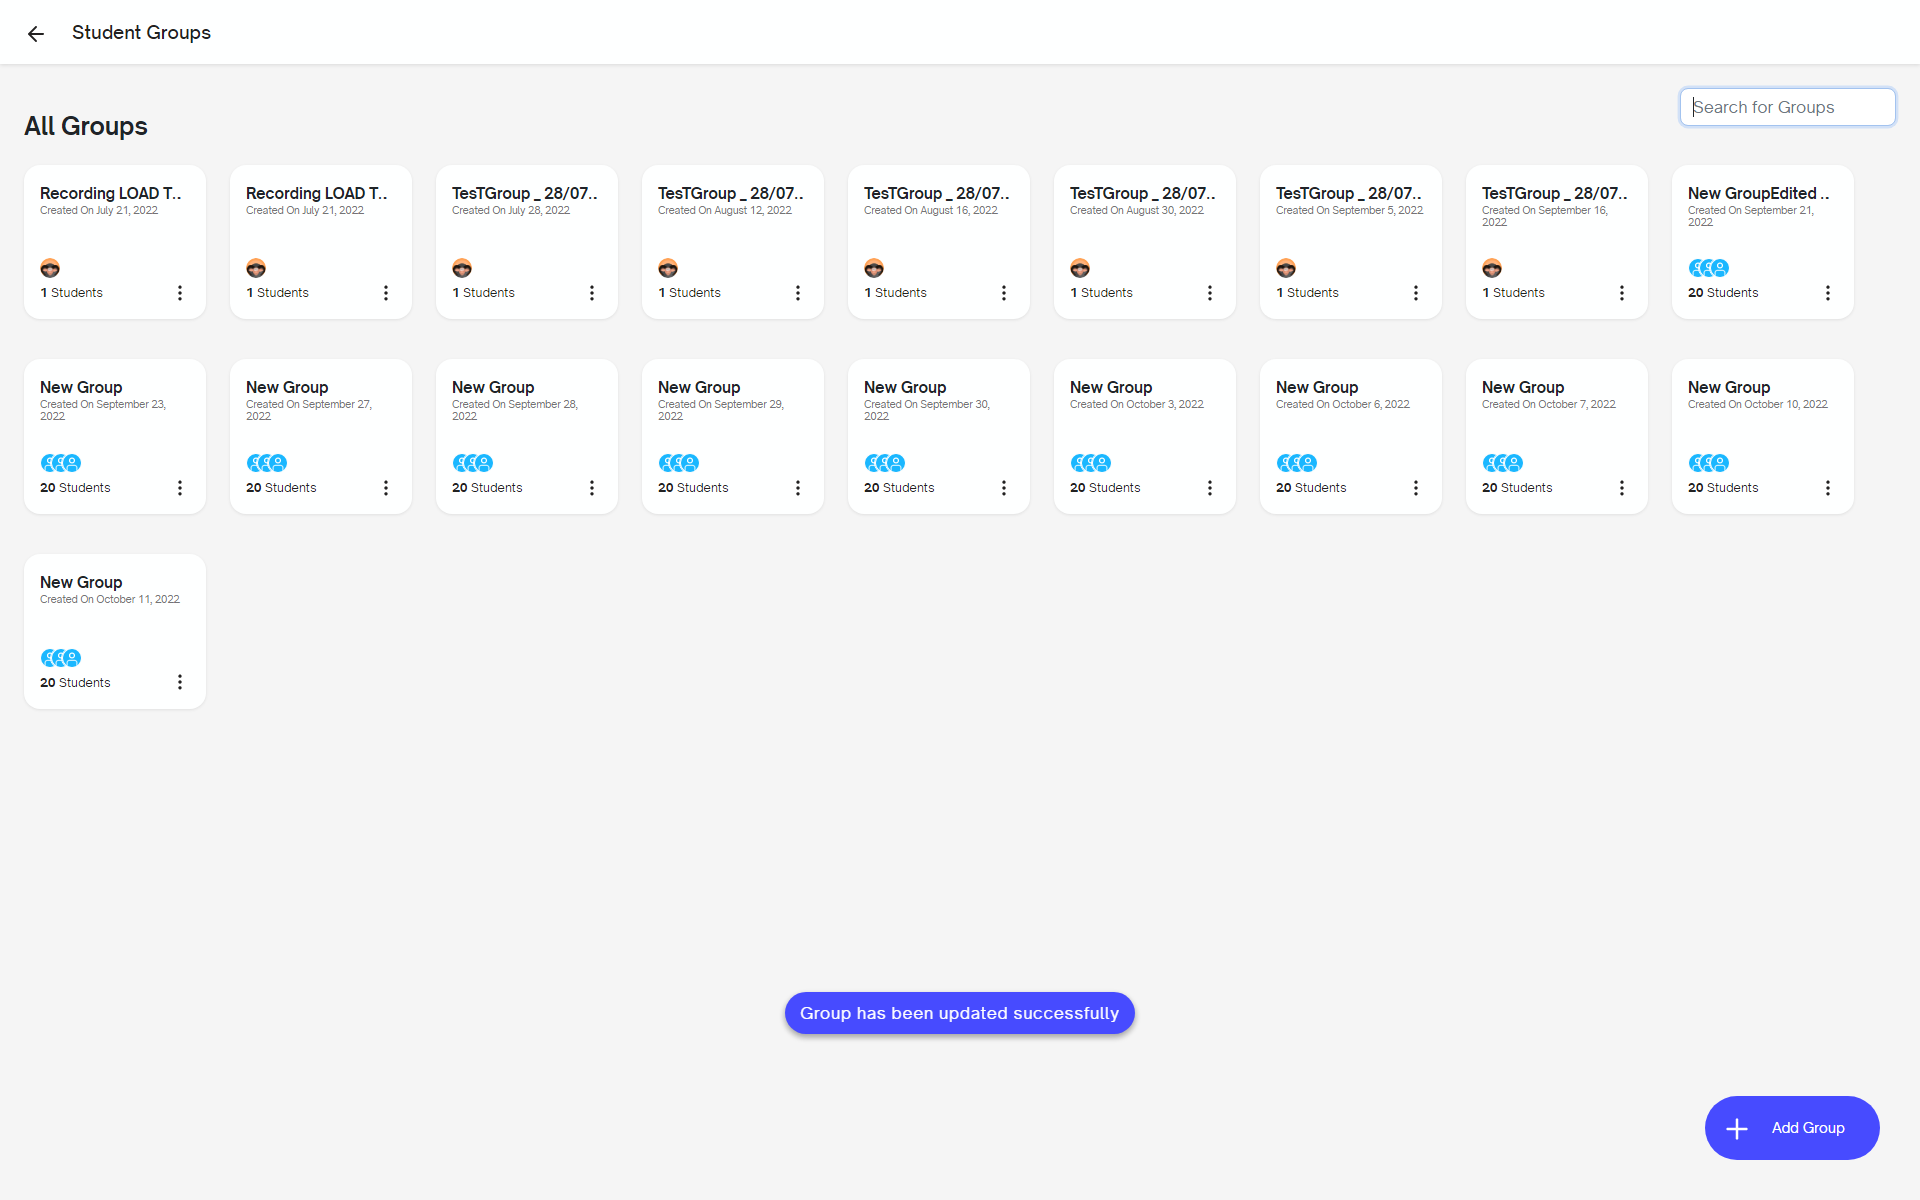 Student Groups
Search for Groups
All Groups
Recording LOAD T..
Created On July 21, 2022
1 Students
Recording LOAD T..
Created On July 21, 2022
1 Students
TesTGroup _ 28/07..
Created On July 28, 2022
1 Students
TesTGroup _ 28/07..
Created On August 12, 2022
1 Students
TesTGroup _ 28/07..
Created On August 16, 2022
1 Students
TesTGroup _ 28/07..
Created On August 30, 2022
1 Students
TesTGroup _ 28/07..
Created On September 5, 2022
1 Students
TesTGroup _ 28/07..
Created On September 16,
2022
1 Students
New GroupEdited ..
Created On September 21,
2022
20 Students
New Group
Created On September 23,
2022
20 Students
New Group
Created On September 27,
2022
20 Students
New Group
Created On September 28,
2022
20 Students
New Group
Created On September 29,
2022
20 Students
New Group
Created On September 30,
2022
20 Students
New Group
Created On October 3, 2022
20 Students
New Group
Created On October 6, 2022
20 Students
New Group
Created On October 7, 2022
20 Students
New Group
Created On October 10, 2022
20 Students
New Group
Created On October 11, 2022
20 Students
Group has been updated successfully
Add Group